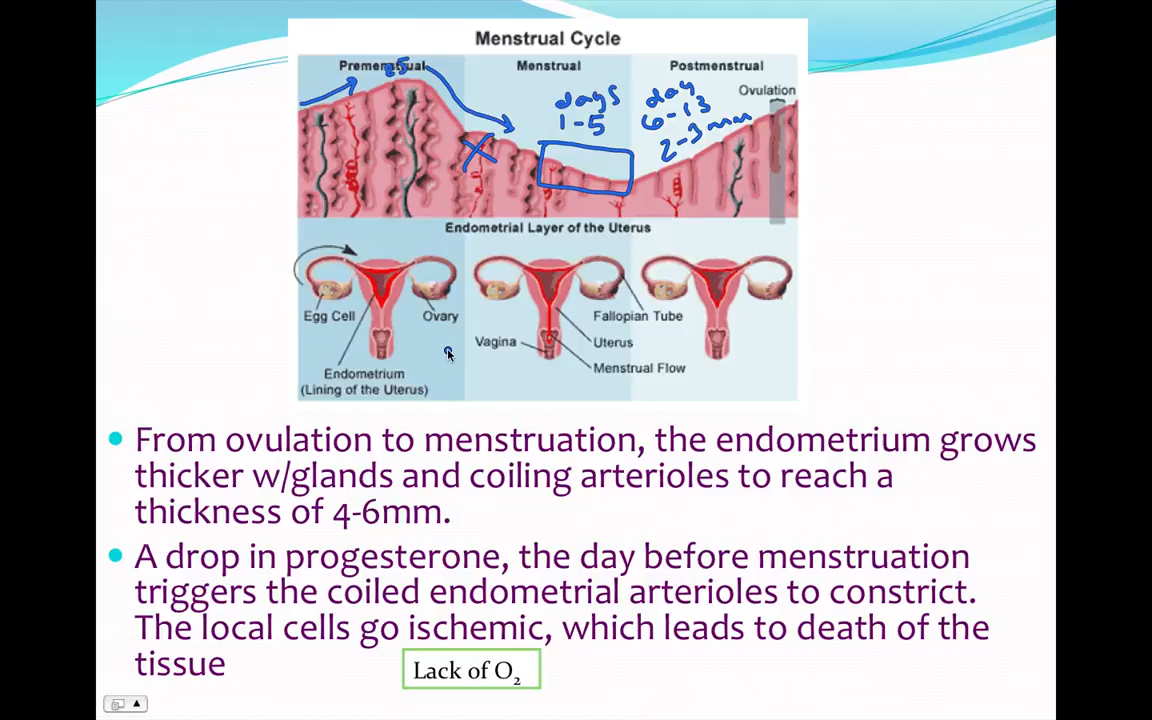 Menstrual Cycle
Premenstrual Menstrual Postmenstrual
25
days
1-5
day
6-13
2-3mm
Ovulation
Endometrial Layer of the Uterus
Egg Cell Ovary Fallopian Tube
Vagina Uterus
Menstrual Flow
Endometrium
(Lining of the Uterus)
• From ovulation to menstruation, the endometrium grows
thicker w/glands and coiling arterioles to reach a
thickness of 4-6mm.
• A drop in progesterone, the day before menstruation
triggers the coiled endometrial arterioles to constrict.
The local cells go ischemic, which leads to death of the
tissue
Lack of O₂